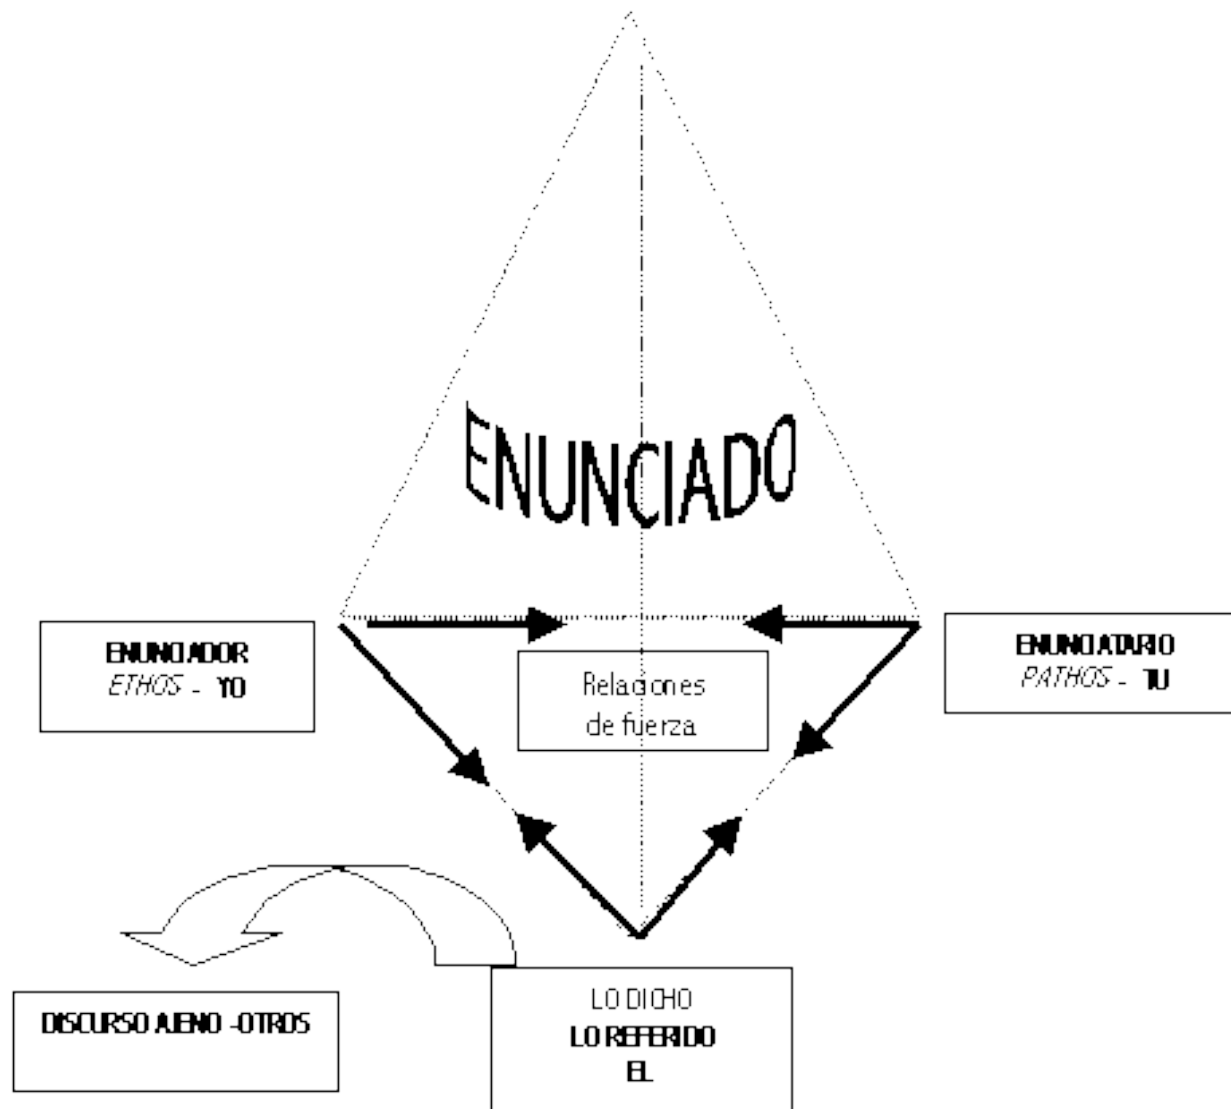 ENUNCIADO
ENUNCIADOR
ETHOS - YO
Relaciones
de fuerza
ENUNCIATARIO
PATHOS - TU
DISCURSO AJENO -OTROS
LO DICHO
LO REFERIDO
EL